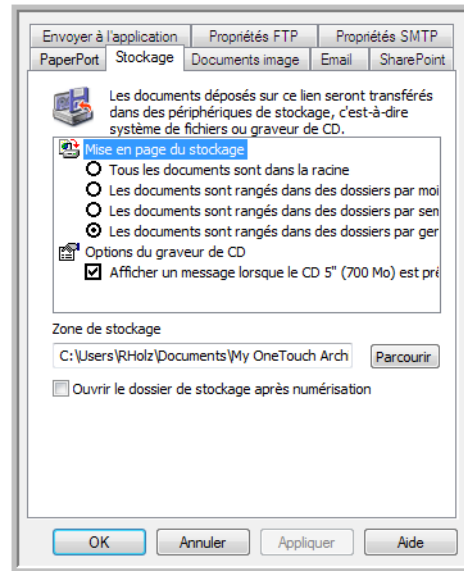 Envoyer à l'application Propriétés FTP Propriétés SMTP
PaperPort Stockage Documents image Email SharePoint
Les documents déposés sur ce lien seront transférés
dans des périphériques de stockage, c'est-à-dire
système de fichiers ou graveur de CD.
Mise en page du stockage
Tous les documents sont dans la racine
Les documents sont rangés dans des dossiers par moi
Les documents sont rangés dans des dossiers par sem
Les documents sont rangés dans des dossiers par ger
Options du graveur de CD
Afficher un message lorsque le CD 5" (700 Mo) est prê
Zone de stockage
C:\Users\RHolz\Documents\My OneTouch Arch Parcourir
Ouvrir le dossier de stockage après numérisation
OK Annuler Appliquer Aide